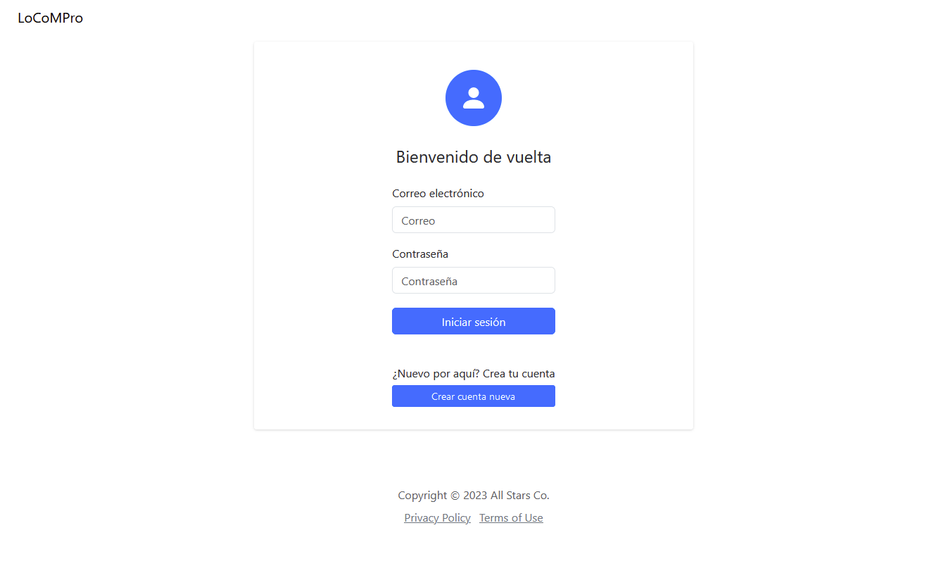 LoCoMPro
Bienvenido de vuelta
Correo electrónico
Correo
Contraseña
Contraseña
Iniciar sesión
¿Nuevo por aquí? Crea tu cuenta
Crear cuenta nueva
Copyright © 2023 All Stars Co.
Privacy Policy Terms of Use